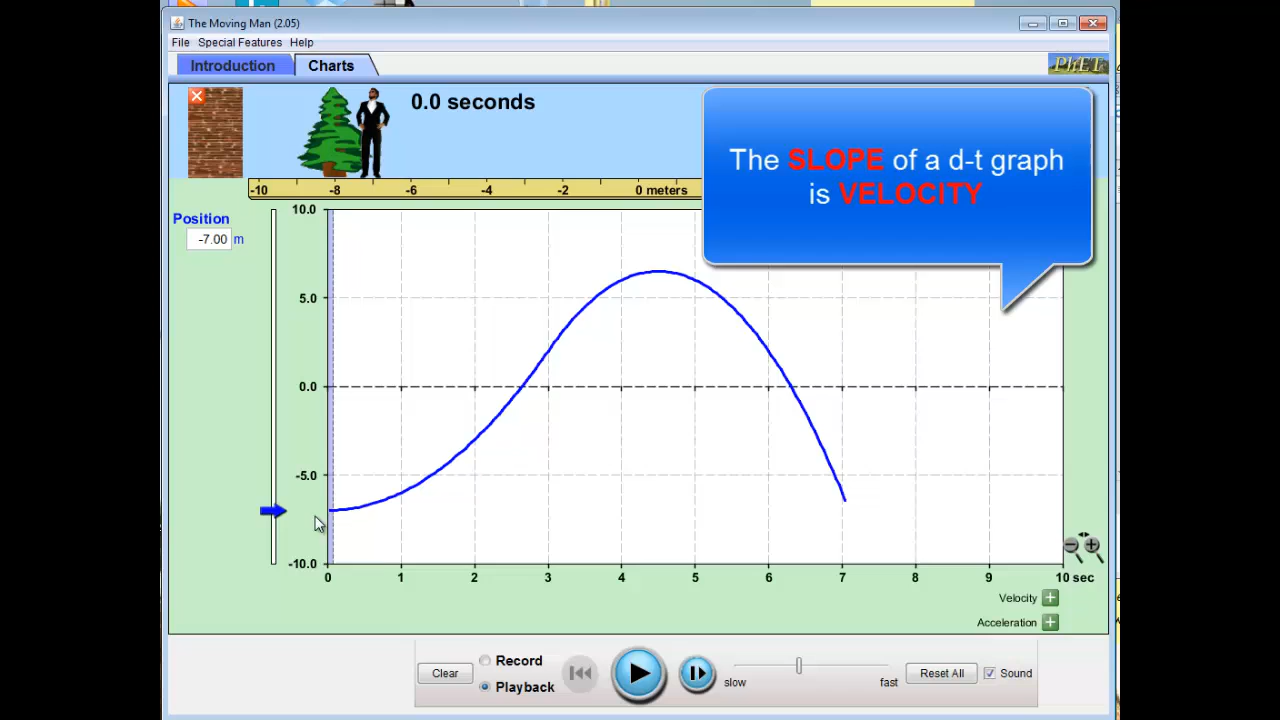 The Moving Man (2.05)
File Special Features Help
Introduction Charts
PhET
0.0 seconds
The SLOPE of a d-t graph
is VELOCITY
-10 -8 -6 -4 -2 0 meters
Position
-7.00 m
10.0
5.0
0.0
-5.0
-10.0
0 1 2 3 4 5 6 7 8 9 10 sec
Velocity
Acceleration
Clear
Record
Playback
slow
fast
Reset All
Sound